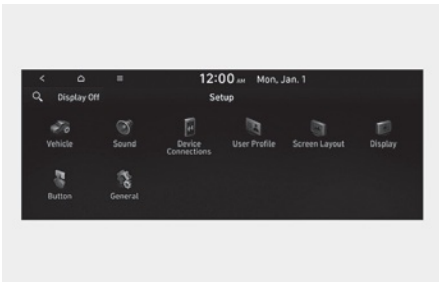 12:00 AM Mon, Jan. 1
Display Off
Setup
Vehicle
Sound
Device
Connections
User Profile
Screen Layout
Display
Button
General